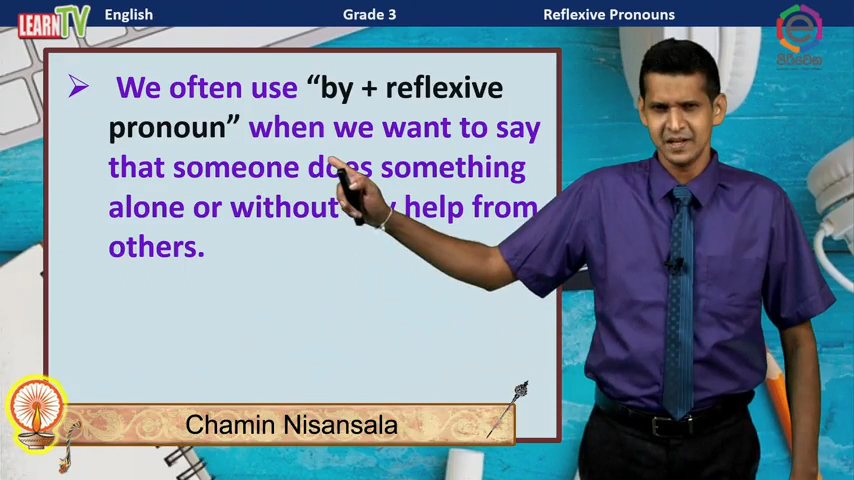 LEARN TV
English
Grade 3
Reflexive Pronouns
We often use “by + reflexive
pronoun” when we want to say
that someone does something
alone or without help from
others.
Chamin Nisansala